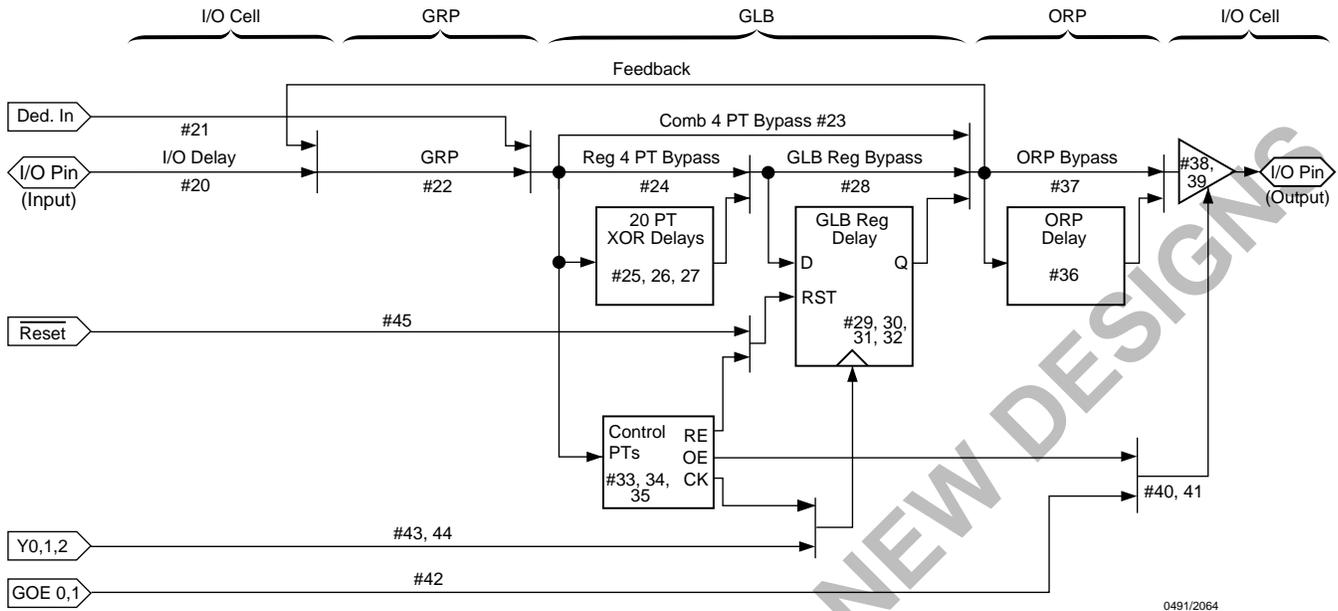 I/O Cell
GRP
GLB
ORP
I/O Cell
Feedback
Ded. In
#21
Comb 4 PT Bypass #23
I/O Pin
(Input)
I/O Delay
#20
GRP
#22
Reg 4 PT Bypass
#24
GLB Reg Bypass
#28
ORP Bypass
#37
#38,
39
I/O Pin
(Output)
20 PT
XOR Delays
#25, 26, 27
GLB Reg
Delay
D
Q
RST
#29, 30,
31, 32
ORP
Delay
#36
Reset
#45
Control
PTs
RE
OE
CK
#33, 34,
35
#40, 41
Y0,1,2
#43, 44
GOE 0,1
#42
NEW DESIGNS
0491/2064